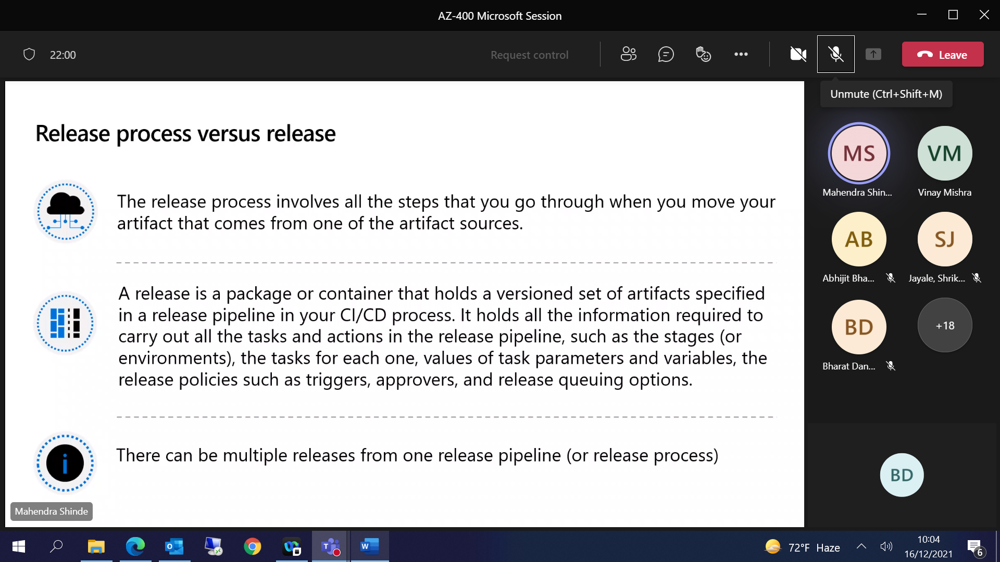 AZ-400 Microsoft Session
22:00
Request control
Leave
Unmute (Ctrl+Shift+M)
Release process versus release
The release process involves all the steps that you go through when you move your
artifact that comes from one of the artifact sources.
A release is a package or container that holds a versioned set of artifacts specified
in a release pipeline in your CI/CD process. It holds all the information required to
carry out all the tasks and actions in the release pipeline, such as the stages (or
environments), the tasks for each one, values of task parameters and variables, the
release policies such as triggers, approvers, and release queuing options.
i
There can be multiple releases from one release pipeline (or release process)
Mahendra Shinde
MS
VM
Mahendra Shin...
Vinay Mishra
AB
SJ
Abhijit Bha...
Jayale, Shrik...
BD
+18
Bharat Dan...
BD
O
T
W
72°F Haze
10:04
16/12/2021
6